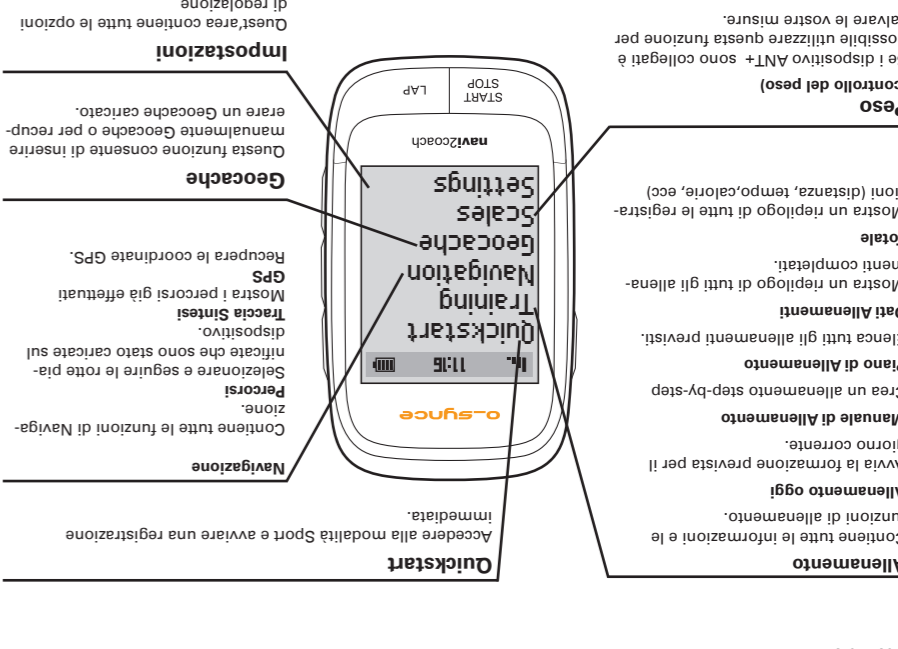 Allenamento
Contiene tutte le informazioni e le
unzioni di allenamento.
Allenamento oggi
Avvia la formazione prevista per il
giorno corrente.
Manuale di Allenamento
Crea un allenamento step-by-step
Piano di Allenamento
Elenca tutti gli allenamenti previsti.
Dati Allenamenti
Mostra un riepilogo di tutti gli allena-
menti completati.
Totale
Mostra un riepilogo di tutte le registra-
ioni (distanza, tempo,calorie, ecc)
Peso
controllo del peso)
Se i dispositivo ANT+ sono collegati è
ossibile utilizzare questa funzione per
alvare le vostre misure.
o_synce
11:16
Quickstart
Training
Navigation
Geocache
Scales
Settings
navi2coach
START
STOP
LAP
Quickstart
Accedere alla modalità Sport e avviare una registrazione
immediata.
Navigazione
Contiene tutte le funzioni di Naviga-
zione.
Percorsi
Selezionare e seguire le rotte pia-
nificate che sono stato caricate sul
dispositivo.
Traccia Sintesi
Mostra i percorsi già effettuati
GPS
Recupera le coordinate GPS.
Geocache
Questa funzione consente di inserire
manualmente Geocache o per recup-
erare un Geocache caricato.
Impostazioni
Quest'area contiene tutte le opzioni
di regolazione